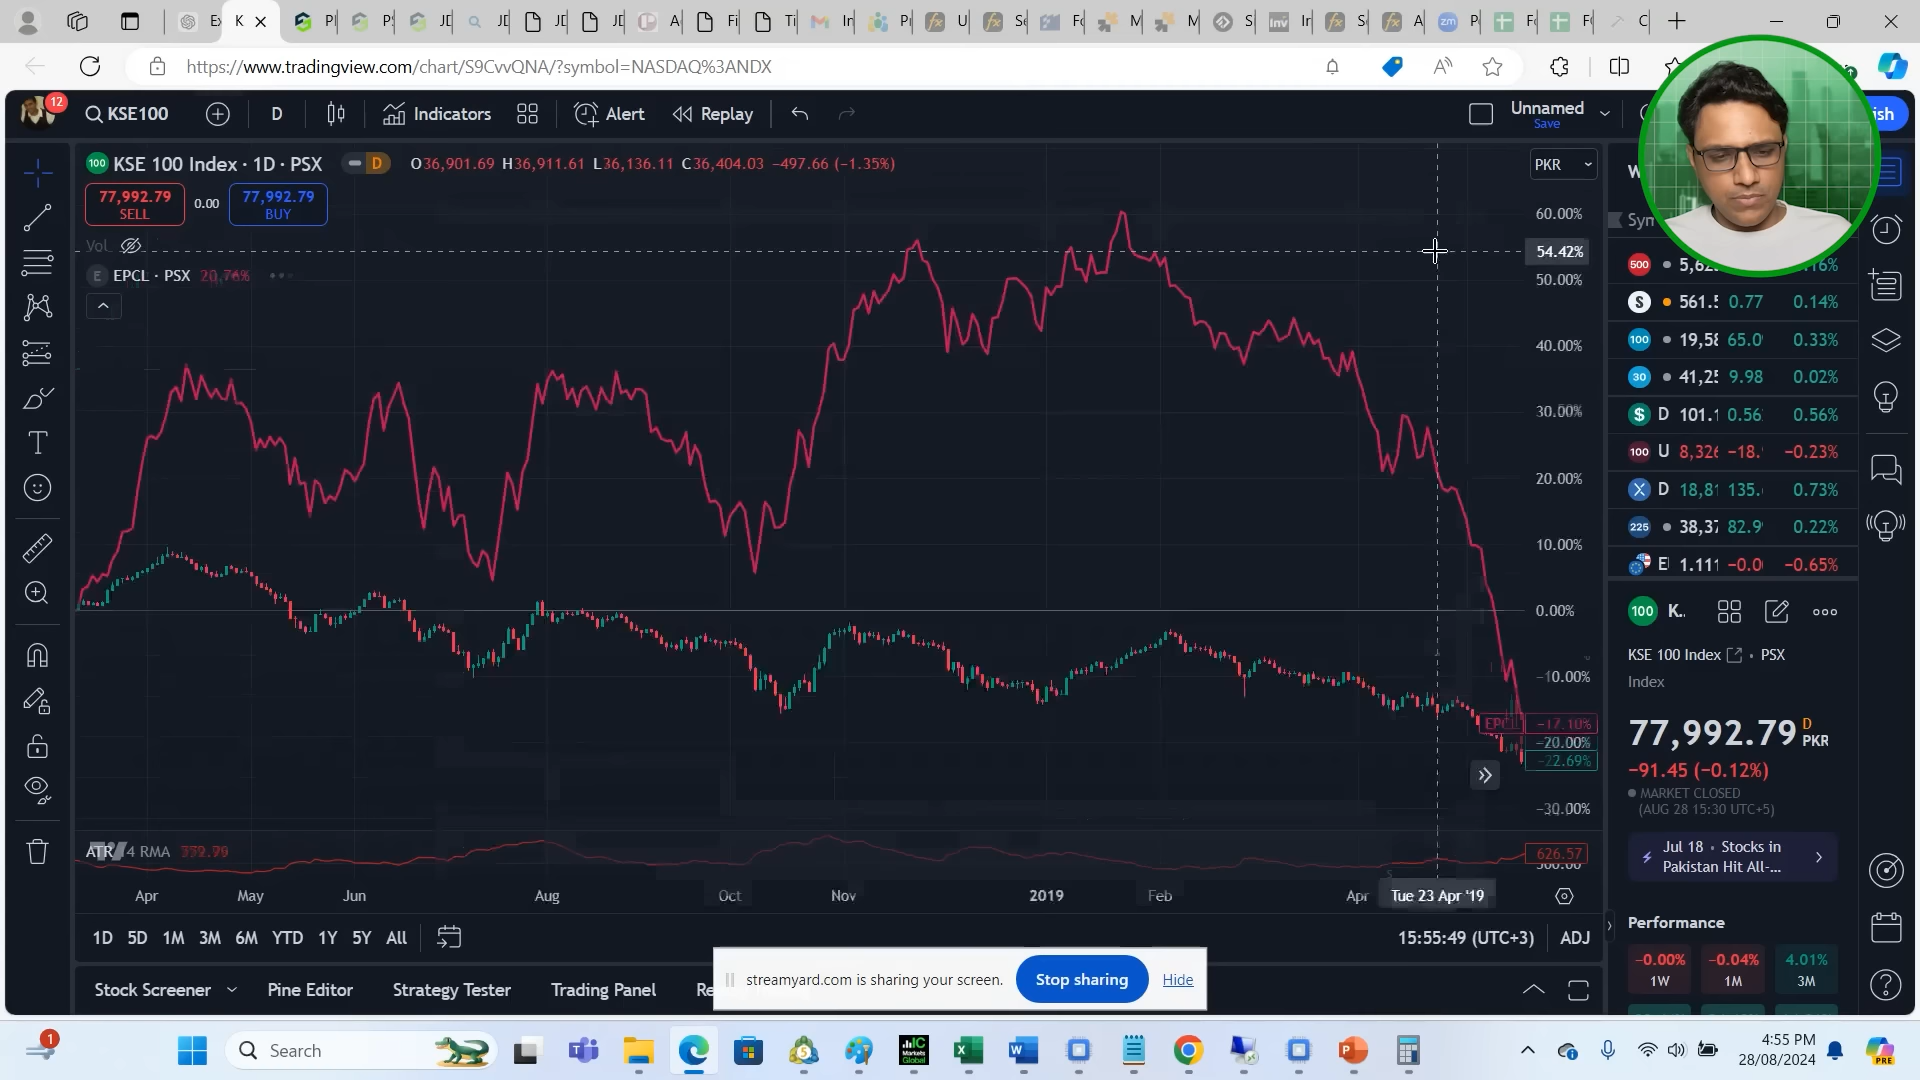 https://www.tradingview.com/chart/S9CvvQNA/?symbol=NASDAQ%3ANDX
12
KSE100
D
Indicators
Alert
Replay
Unnamed
Save
KSE 100 Index · 1D · PSX
D
O36,901.69 H36,911.61 L36,136.11 C36,404.03 −497.66 (−1.35%)
PKR
77,992.79
SELL
0.00
77,992.79
BUY
Vol
E EPCL · PSX 20.76%
60.00%
54.42%
50.00%
40.00%
30.00%
20.00%
10.00%
0.00%
−10.00%
EPCL −17.10%
−20.00%
−22.69%
−30.00%
ATR 14 RMA
626.57
Apr May Jun Aug Oct Nov 2019 Feb Apr Tue 23 Apr '19
1D 5D 1M 3M 6M YTD 1Y 5Y All
15:55:49 (UTC+3) ADJ
Stock Screener Pine Editor Strategy Tester Trading Panel
streamyard.com is sharing your screen. Stop sharing Hide
500
S 561.5 0.77 0.14%
100 19,58 65.0 0.33%
30 41,25 9.98 0.02%
$ D 101.1 0.56 0.56%
100 U 8,326 −18. −0.23%
X D 18,81 135. 0.73%
225 38,37 82.9 0.22%
E 1.111 −0.0 −0.65%
100 K..
KSE 100 Index · PSX
Index
77,992.79 D PKR
−91.45 (−0.12%)
MARKET CLOSED
(AUG 28 15:30 UTC+5)
Jul 18 · Stocks in
Pakistan Hit All-...
Performance
−0.00% −0.04% 4.01%
1W 1M 3M
1
Search
4:55 PM
28/08/2024
PRE